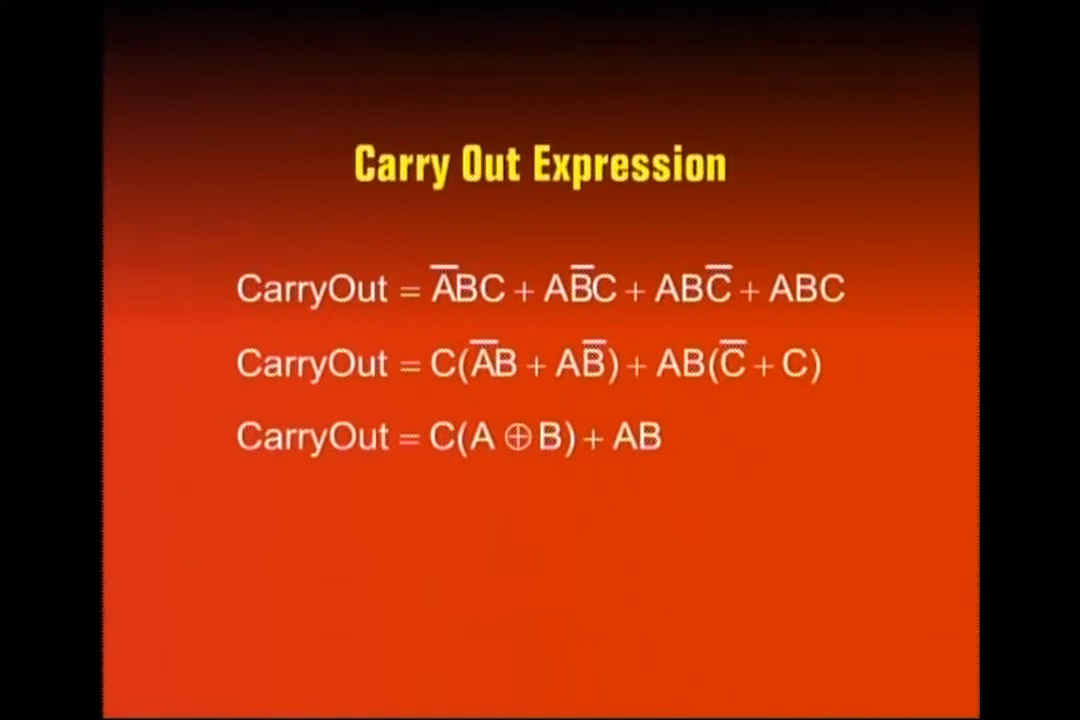 Carry Out Expression
CarryOut = A̅BC + AB̅C + ABC̅ + ABC
CarryOut = C(A̅B + AB̅) + AB(C̅ + C)
CarryOut = C(A ⊕ B) + AB